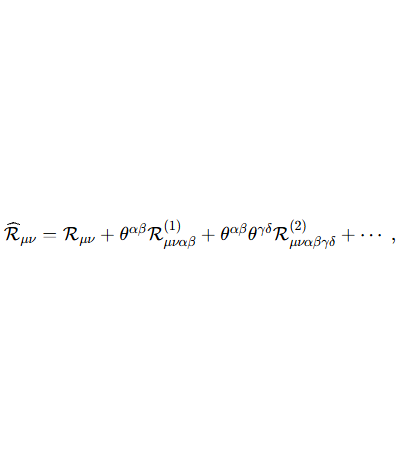 $\widehat{\mathcal{R}}_{\mu\nu} = \mathcal{R}_{\mu\nu} + \theta^{\alpha\beta}\mathcal{R}^{(1)}_{\mu\nu\alpha\beta} + \theta^{\alpha\beta}\theta^{\gamma\delta}\mathcal{R}^{(2)}_{\mu\nu\alpha\beta\gamma\delta} + \cdots ,$